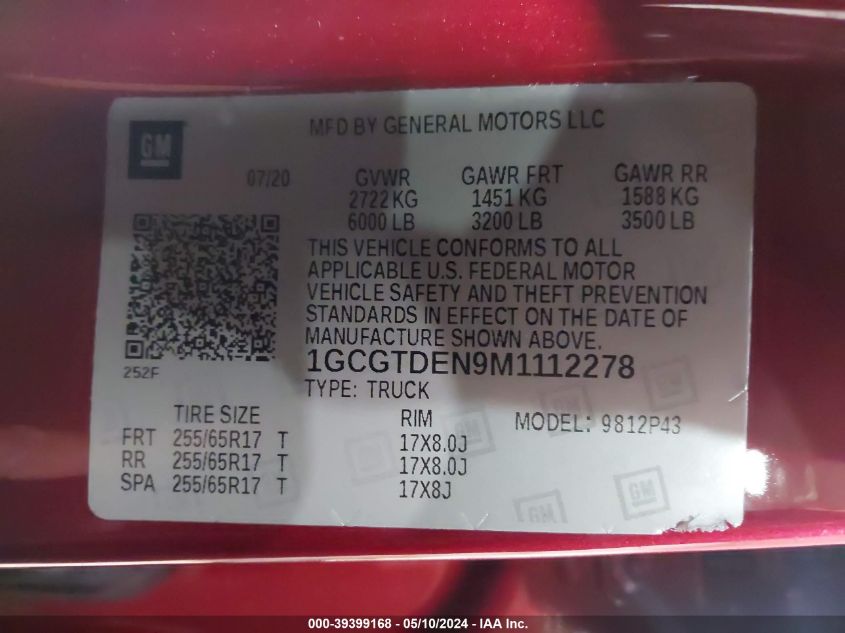 GM
MFD BY GENERAL MOTORS LLC
07/20
GVWR GAWR FRT GAWR RR
2722 KG 1451 KG 1588 KG
6000 LB 3200 LB 3500 LB
THIS VEHICLE CONFORMS TO ALL
APPLICABLE U.S. FEDERAL MOTOR
VEHICLE SAFETY AND THEFT PREVENTION
STANDARDS IN EFFECT ON THE DATE OF
MANUFACTURE SHOWN ABOVE.
252F
1GCGTDEN9M1112278
TYPE: TRUCK
TIRE SIZE RIM MODEL: 9812P43
FRT 255/65R17 T 17X8.0J
RR 255/65R17 T 17X8.0J
SPA 255/65R17 T 17X8J
GM GM
000-39399168 - 05/10/2024 - IAA Inc.